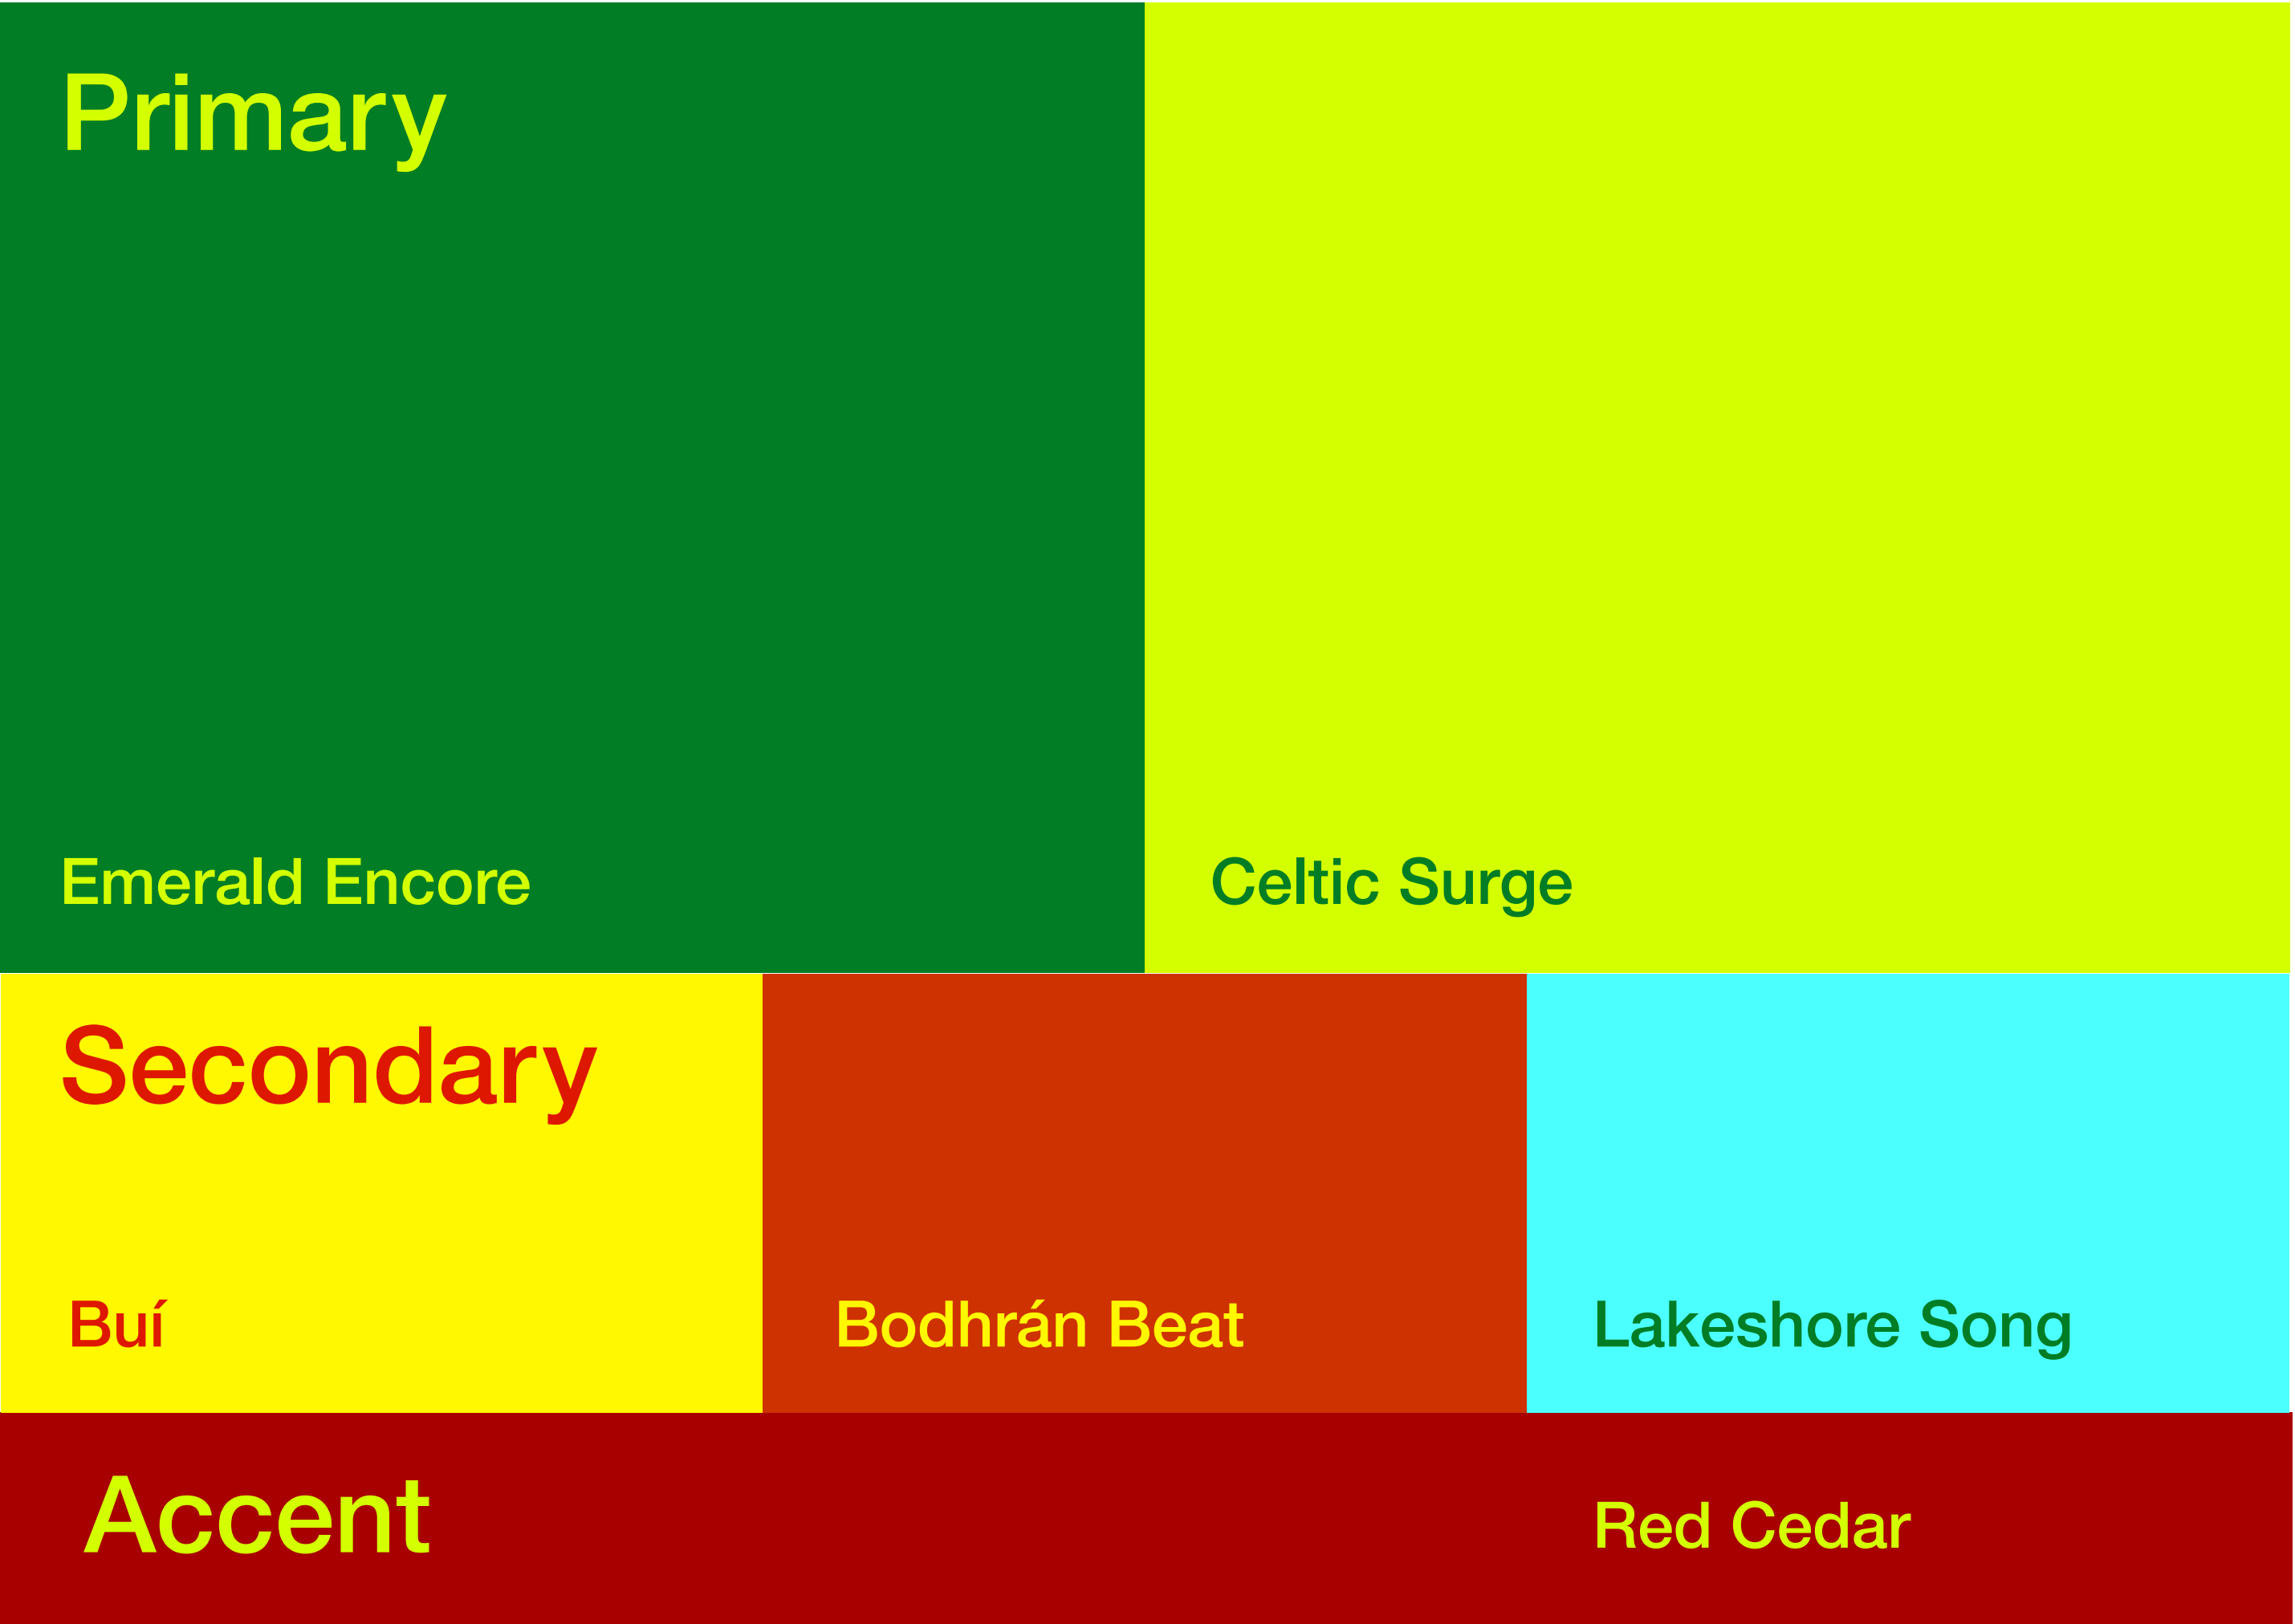 Primary
Emerald Encore
Celtic Surge
Secondary
Buí
Bodhrán Beat
Lakeshore Song
Accent
Red Cedar